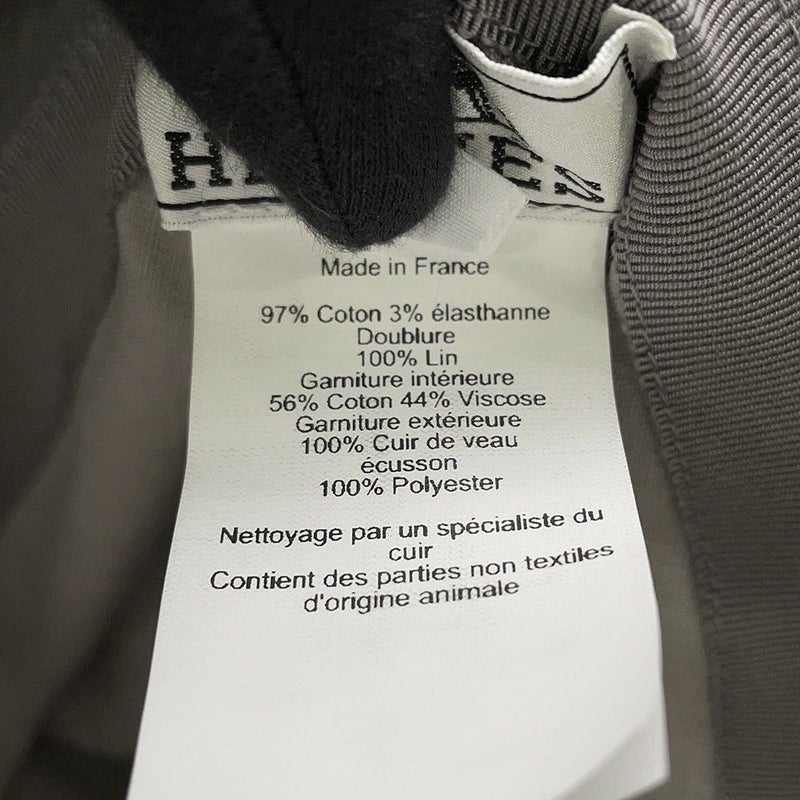 Made in France
97% Coton 3% élasthanne
Doublure
100% Lin
Garniture intérieure
56% Coton 44% Viscose
Garniture extérieure
100% Cuir de veau
écusson
100% Polyester
Nettoyage par un spécialiste du
cuir
Contient des parties non textiles
d'origine animale